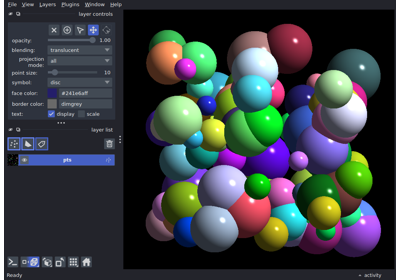 File View Layers Plugins Window Help
layer controls
opacity: 1.00
blending: translucent
projection mode: all
point size: 10
symbol: disc
face color: #241e6aff
border color: dimgrey
text: display scale
layer list
pts
Ready
activity